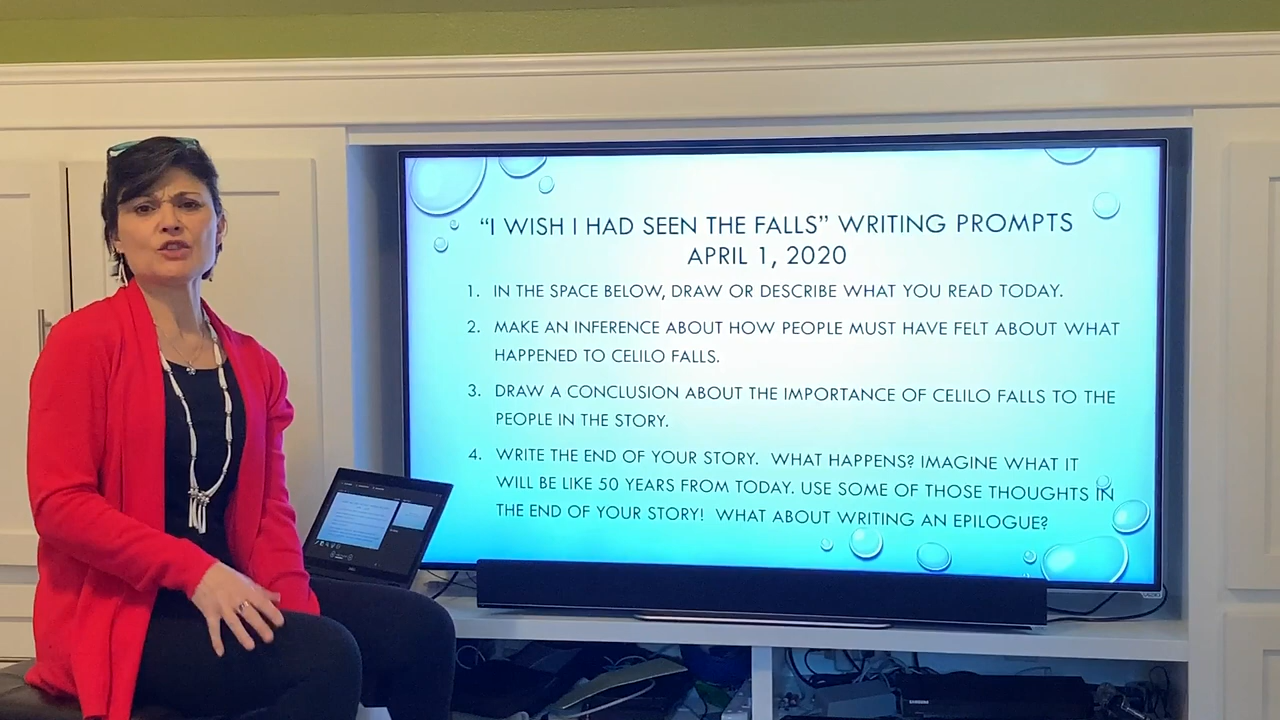 “I WISH I HAD SEEN THE FALLS” WRITING PROMPTS
APRIL 1, 2020
1. IN THE SPACE BELOW, DRAW OR DESCRIBE WHAT YOU READ TODAY.
2. MAKE AN INFERENCE ABOUT HOW PEOPLE MUST HAVE FELT ABOUT WHAT
HAPPENED TO CELILO FALLS.
3. DRAW A CONCLUSION ABOUT THE IMPORTANCE OF CELILO FALLS TO THE
PEOPLE IN THE STORY.
4. WRITE THE END OF YOUR STORY. WHAT HAPPENS? IMAGINE WHAT IT
WILL BE LIKE 50 YEARS FROM TODAY. USE SOME OF THOSE THOUGHTS IN
THE END OF YOUR STORY! WHAT ABOUT WRITING AN EPILOGUE?
VIZIO
SAMSUNG